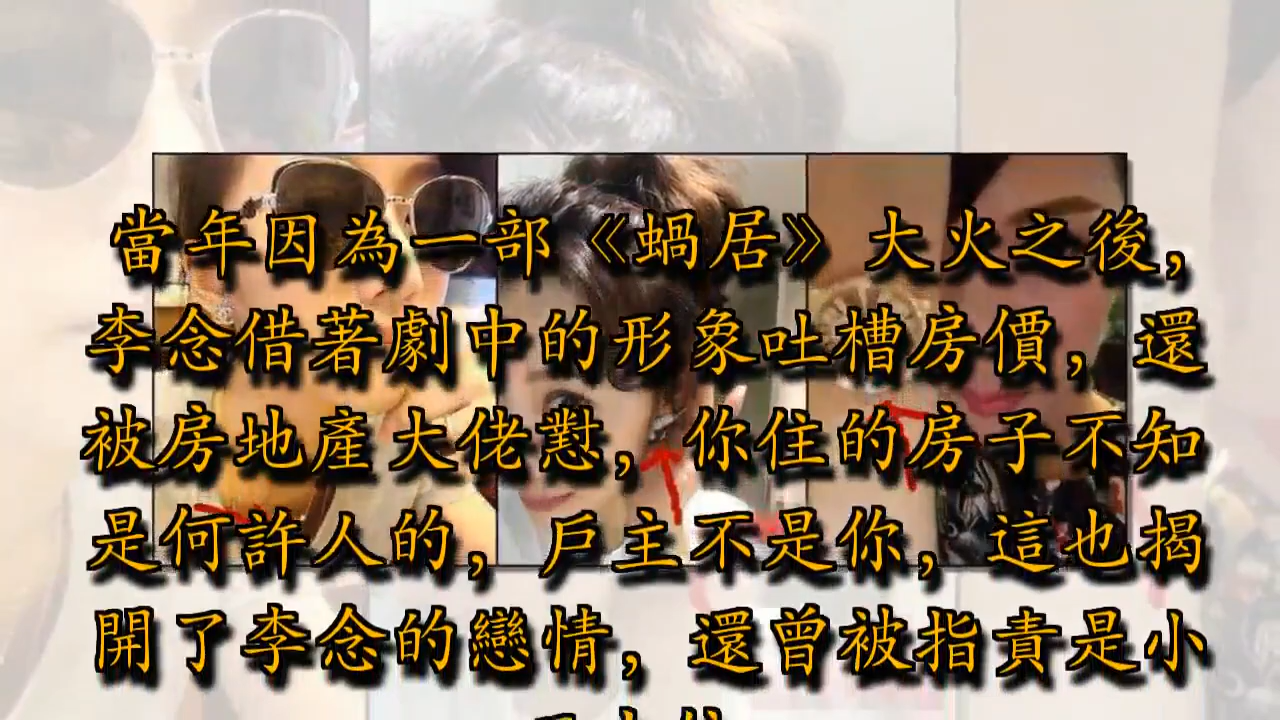 當年因為一部《蝸居》大火之後,
李念借著劇中的形象吐槽房價,還
被房地產大佬懟,你住的房子不知
是何許人的,戶主不是你,這也揭
開了李念的戀情,還曾被指責是小